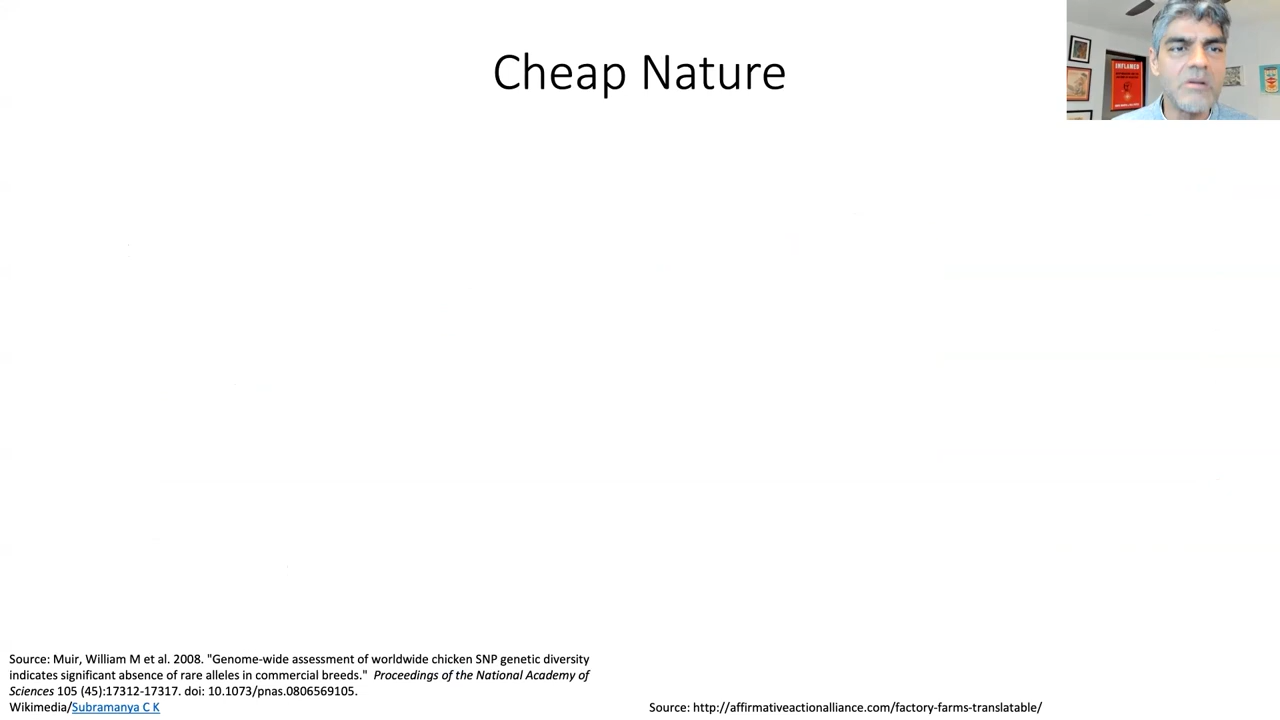 Cheap Nature
INFLAMED
Source: Muir, William M et al. 2008. "Genome-wide assessment of worldwide chicken SNP genetic diversity
indicates significant absence of rare alleles in commercial breeds."  Proceedings of the National Academy of
Sciences 105 (45):17312-17317. doi: 10.1073/pnas.0806569105.
Wikimedia/Subramanya C K
Source: http://affirmativeactionalliance.com/factory-farms-translatable/